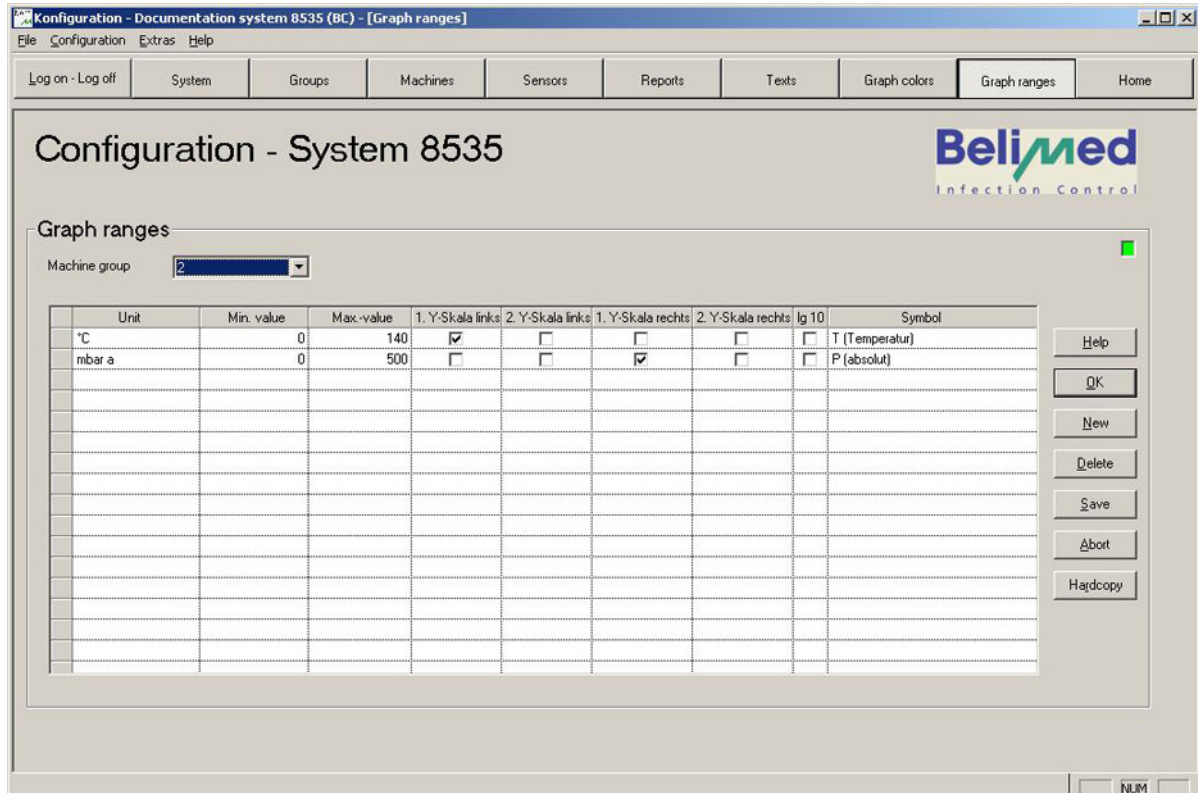 Konfiguration - Documentation system 8535 (BC) - [Graph ranges]
File Configuration Extras Help
Log on - Log off System Groups Machines Sensors Reports Texts Graph colors Graph ranges Home
Configuration - System 8535
Belimed
Infection Control
Graph ranges
Machine group 2
Unit Min. value Max.-value 1. Y-Skala links 2. Y-Skala links 1. Y-Skala rechts 2. Y-Skala rechts lg 10 Symbol
°C 0 140 T (Temperatur)
mbar a 0 500 P (absolut)
Help
OK
New
Delete
Save
Abort
Hardcopy
NUM